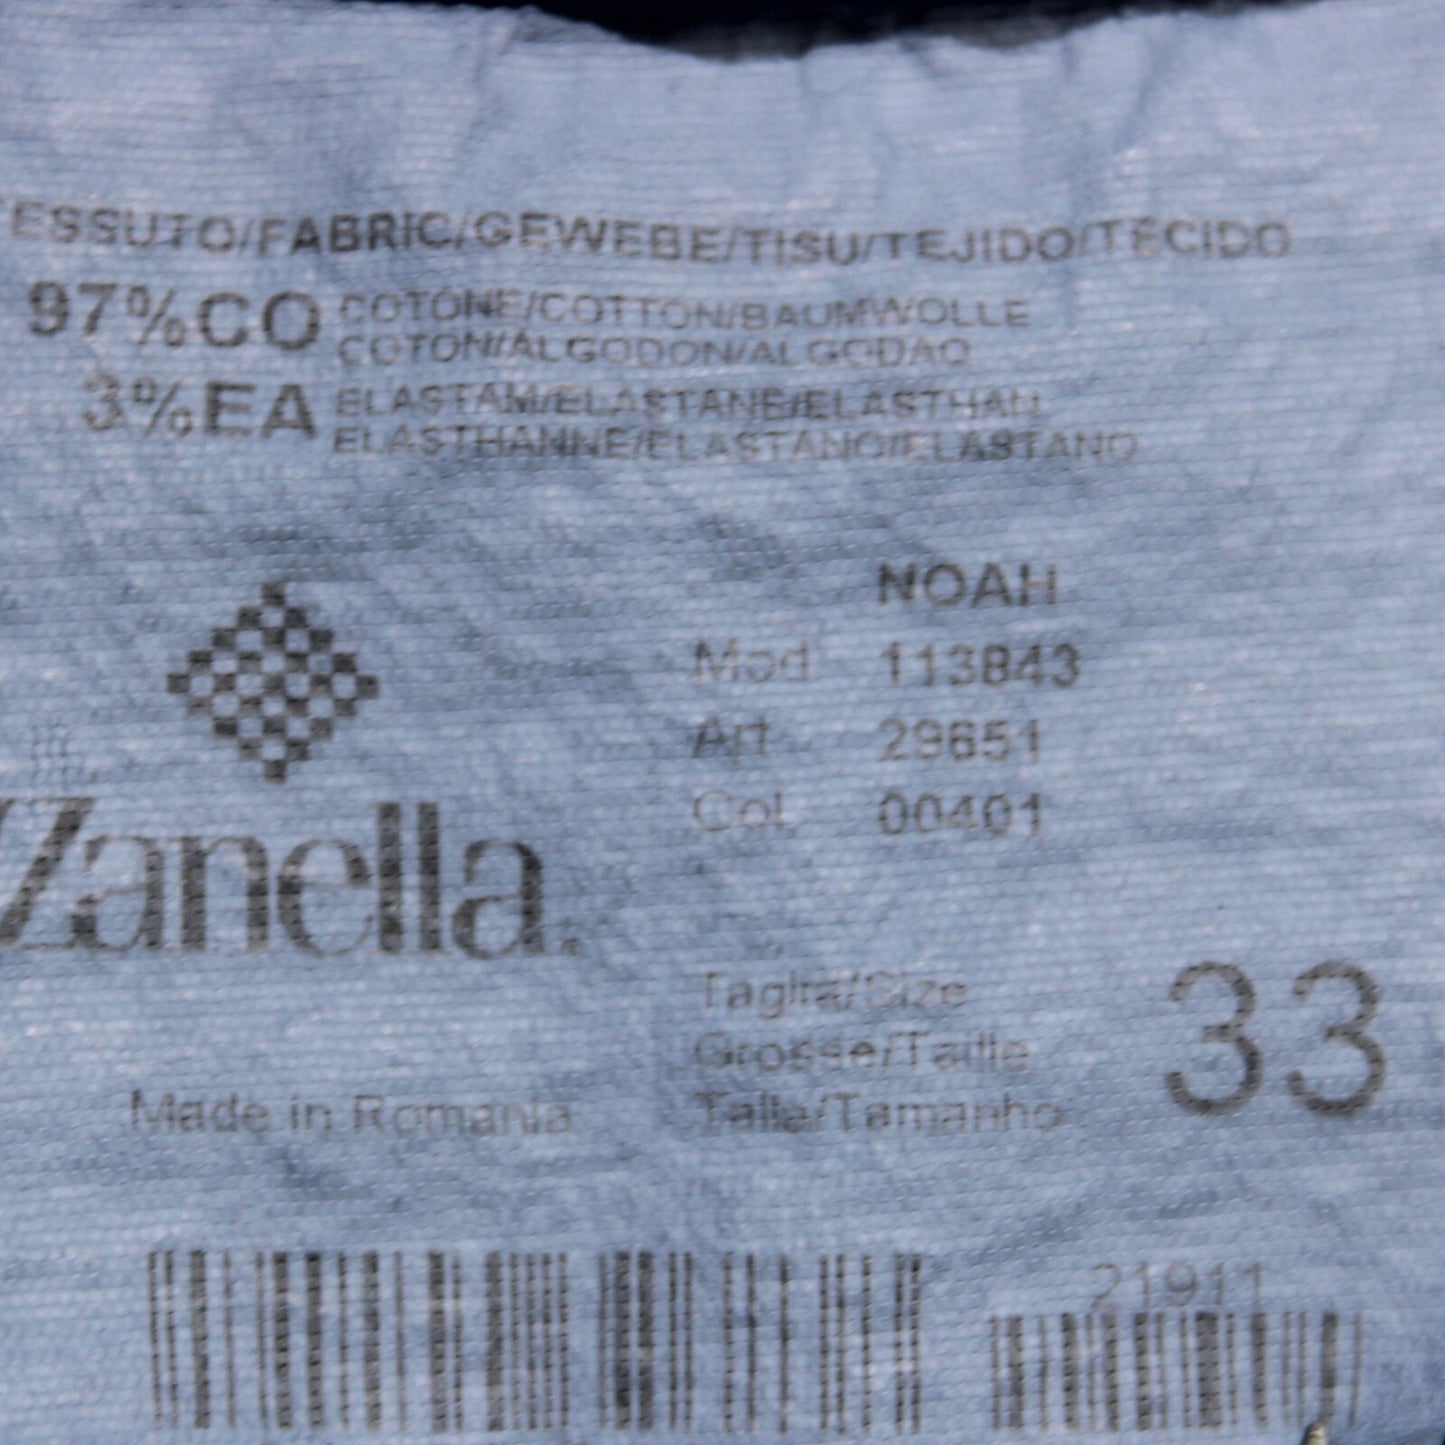 ESSUTO/FABRIC/GEWEBE/TISU/TEJIDO/TECIDO
97%CO COTONE/COTTON/BAUMWOLLE
COTON/ALGODON/ALGODAO
3%EA ELASTAM/ELASTANE/ELASTHAN
ELASTHANNE/ELASTANO/ELASTANO
NOAH
Mod. 113843
Art. 29651
Col. 00401
Zanella.
Taglia/Size
Grosse/Taille
Talla/Tamanho
33
Made in Romania
21911